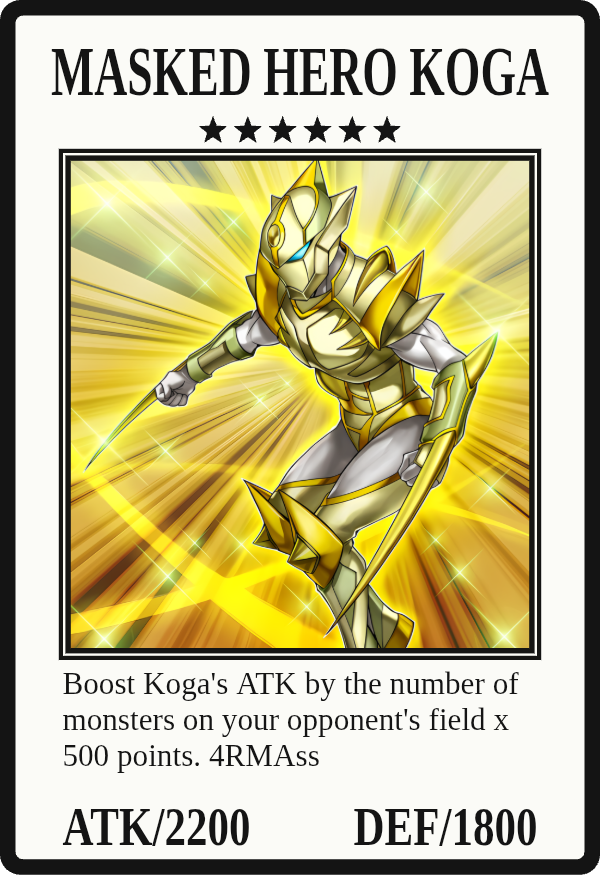 MASKED HERO KOGA
Boost Koga's ATK by the number of
monsters on your opponent's field x
500 points. 4RMAss
ATK/2200 DEF/1800